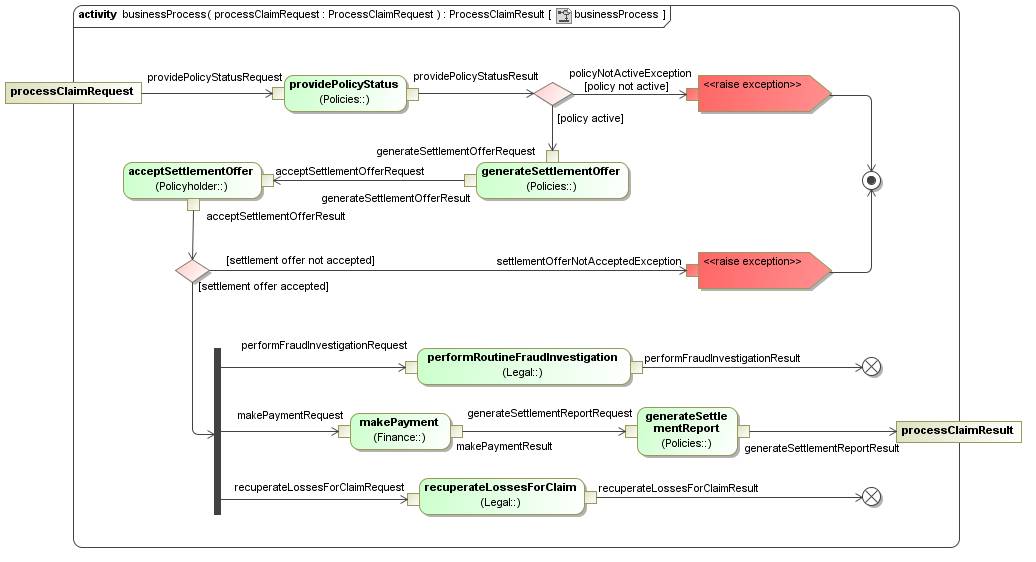 activity businessProcess( processClaimRequest : ProcessClaimRequest ) : ProcessClaimResult [ businessProcess ]
processClaimRequest
providePolicyStatusRequest
providePolicyStatus
(Policies::)
providePolicyStatusResult
policyNotActiveException
[policy not active]
<<raise exception>>
[policy active]
generateSettlementOfferRequest
generateSettlementOffer
(Policies::)
generateSettlementOfferResult
acceptSettlementOfferRequest
acceptSettlementOffer
(Policyholder::)
acceptSettlementOfferResult
[settlement offer not accepted]
settlementOfferNotAcceptedException
<<raise exception>>
[settlement offer accepted]
performFraudInvestigationRequest
performRoutineFraudInvestigation
(Legal::)
performFraudInvestigationResult
makePaymentRequest
makePayment
(Finance::)
makePaymentResult
generateSettlementReportRequest
generateSettle
mentReport
(Policies::)
generateSettlementReportResult
processClaimResult
recuperateLossesForClaimRequest
recuperateLossesForClaim
(Legal::)
recuperateLossesForClaimResult